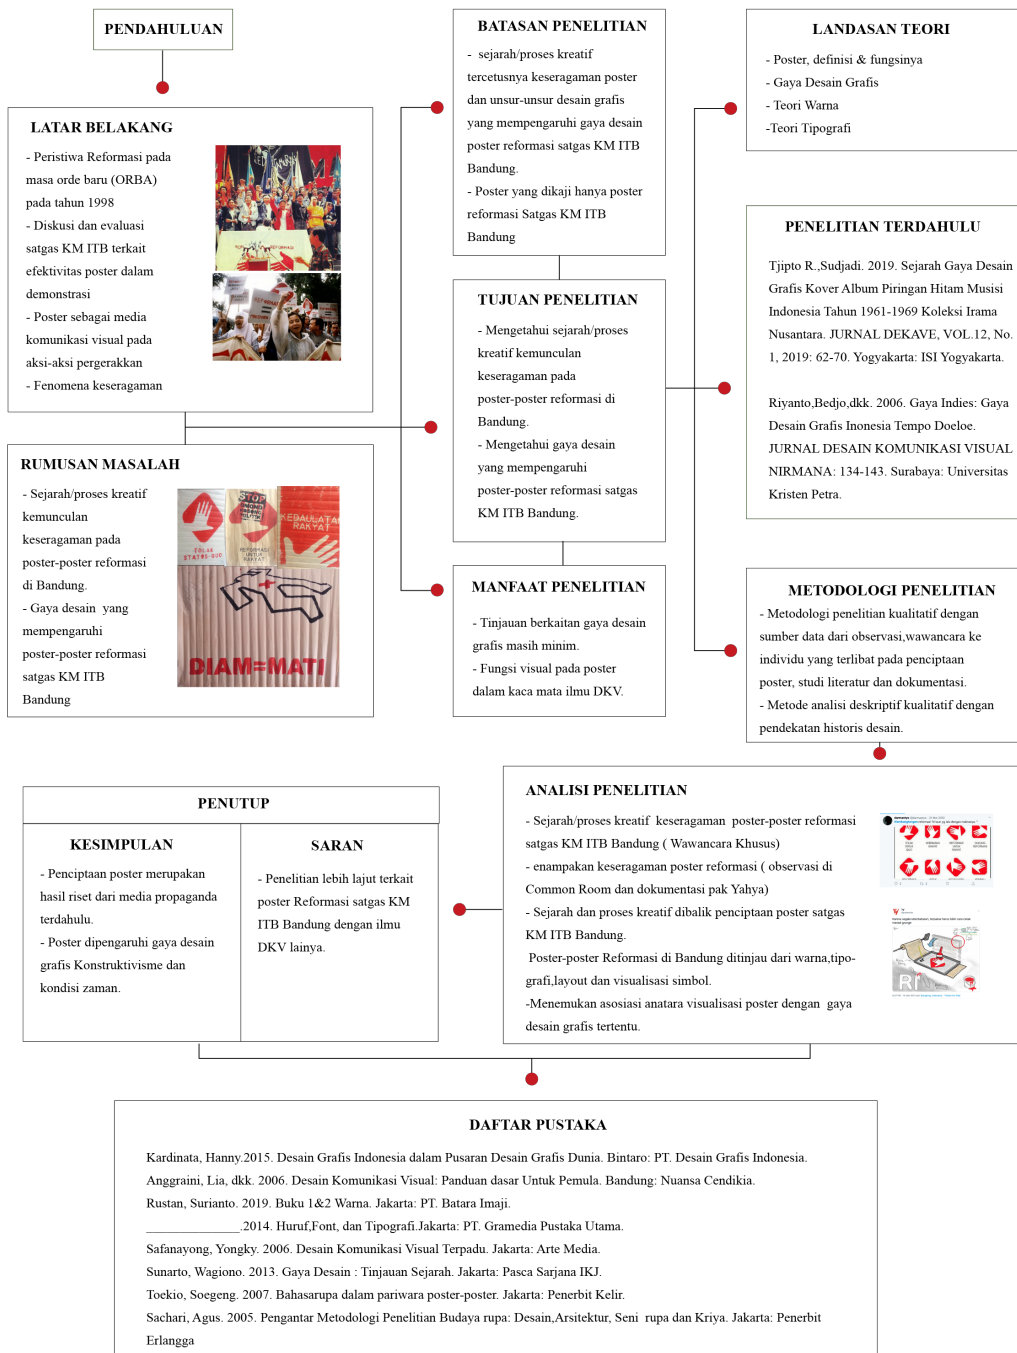 PENDAHULUAN
LATAR BELAKANG
- Peristiwa Reformasi pada
masa orde baru (ORBA)
pada tahun 1998
- Diskusi dan evaluasi
satgas KM ITB terkait
efektivitas poster dalam
demonstrasi
- Poster sebagai media
komunikasi visual pada
aksi-aksi pergerakkan
- Fenomena keseragaman
RUMUSAN MASALAH
- Sejarah/proses kreatif
kemunculan
keseragaman pada
poster-poster reformasi
di Bandung.
- Gaya desain  yang
mempengaruhi
poster-poster reformasi
satgas KM ITB
Bandung
STOP
OMONG
KOSONG
POLITIK
REFORMASI
UNTUK
RAKYAT
KEDAULATAN
RAKYAT
TOLAK
STATUS-QUO
DIAM=MATI
BATASAN PENELITIAN
-  sejarah/proses kreatif
tercetusnya keseragaman poster
dan unsur-unsur desain grafis
yang mempengaruhi gaya desain
poster reformasi satgas KM ITB
Bandung.
- Poster yang dikaji hanya poster
reformasi Satgas KM ITB
Bandung
TUJUAN PENELITIAN
- Mengetahui sejarah/proses
kreatif kemunculan
keseragaman pada
poster-poster reformasi di
Bandung.
- Mengetahui gaya desain
yang mempengaruhi
poster-poster reformasi satgas
KM ITB Bandung.
MANFAAT PENELITIAN
- Tinjauan berkaitan gaya desain
grafis masih minim.
- Fungsi visual pada poster
dalam kaca mata ilmu DKV.
LANDASAN TEORI
- Poster, definisi & fungsinya
- Gaya Desain Grafis
- Teori Warna
-Teori Tipografi
PENELITIAN TERDAHULU
Tjipto R.,Sudjadi. 2019. Sejarah Gaya Desain
Grafis Kover Album Piringan Hitam Musisi
Indonesia Tahun 1961-1969 Koleksi Irama
Nusantara. JURNAL DEKAVE, VOL.12, No.
1, 2019: 62-70. Yogyakarta: ISI Yogyakarta.
Riyanto,Bedjo,dkk. 2006. Gaya Indies: Gaya
Desain Grafis Inonesia Tempo Doeloe.
JURNAL DESAIN KOMUNIKASI VISUAL
NIRMANA: 134-143. Surabaya: Universitas
Kristen Petra.
METODOLOGI PENELITIAN
- Metodologi penelitian kualitatif dengan
sumber data dari observasi,wawancara ke
individu yang terlibat pada penciptaan
poster, studi literatur dan dokumentasi.
- Metode analisi deskriptif kualitatif dengan
pendekatan historis desain.
ANALISI PENELITIAN
- Sejarah/proses kreatif  keseragaman  poster-poster reformasi
satgas KM ITB Bandung ( Wawancara Khusus)
- enampakan keseragaman poster reformasi ( observasi di
Common Room dan dokumentasi pak Yahya)
- Sejarah dan proses kreatif dibalik penciptaan poster satgas
KM ITB Bandung.
Poster-poster Reformasi di Bandung ditinjau dari warna,tipo-
grafi,layout dan visualisasi simbol.
-Menemukan asosiasi anatara visualisasi poster dengan  gaya
desain grafis tertentu.
PENUTUP
KESIMPULAN
- Penciptaan poster merupakan
hasil riset dari media propaganda
terdahulu.
- Poster dipengaruhi gaya desain
grafis Konstruktivisme dan
kondisi zaman.
SARAN
- Penelitian lebih lajut terkait
poster Reformasi satgas KM
ITB Bandung dengan ilmu
DKV lainya.
DAFTAR PUSTAKA
Kardinata, Hanny.2015. Desain Grafis Indonesia dalam Pusaran Desain Grafis Dunia. Bintaro: PT. Desain Grafis Indonesia.
Anggraini, Lia, dkk. 2006. Desain Komunikasi Visual: Panduan dasar Untuk Pemula. Bandung: Nuansa Cendikia.
Rustan, Surianto. 2019. Buku 1&2 Warna. Jakarta: PT. Batara Imaji.
_______________.2014. Huruf,Font, dan Tipografi.Jakarta: PT. Gramedia Pustaka Utama.
Safanayong, Yongky. 2006. Desain Komunikasi Visual Terpadu. Jakarta: Arte Media.
Sunarto, Wagiono. 2013. Gaya Desain : Tinjauan Sejarah. Jakarta: Pasca Sarjana IKJ.
Toekio, Soegeng. 2007. Bahasarupa dalam pariwara poster-poster. Jakarta: Penerbit Kelir.
Sachari, Agus. 2005. Pengantar Metodologi Penelitian Budaya rupa: Desain,Arsitektur, Seni  rupa dan Kriya. Jakarta: Penerbit
Erlangga